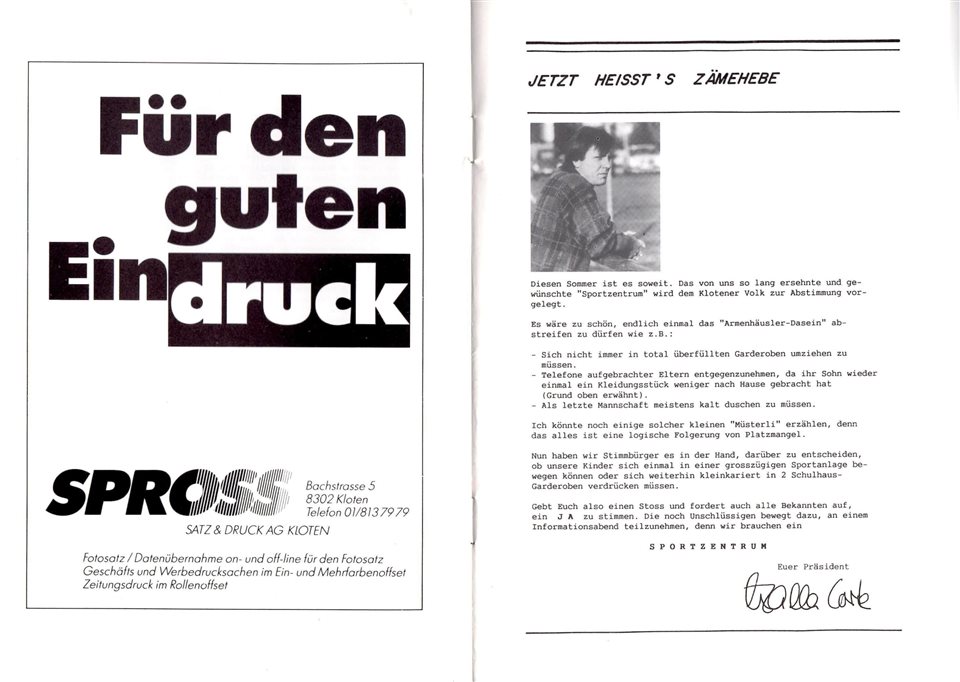 Für den
guten
Eindruck
SPROSS
Bachstrasse 5
8302 Kloten
Telefon 01/813 79 79
SATZ & DRUCK AG KLOTEN
Fotosatz / Datenübernahme on- und off-line für den Fotosatz
Geschäfts und Werbedrucksachen im Ein- und Mehrfarbenoffset
Zeitungsdruck im Rollenoffset
JETZT HEISST'S ZÄMEHEBE
Diesen Sommer ist es soweit. Das von uns so lang ersehnte und ge-
wünschte "Sportzentrum" wird dem Klotener Volk zur Abstimmung vor-
gelegt.
Es wäre zu schön, endlich einmal das "Armenhäusler-Dasein" ab-
streifen zu dürfen wie z.B.:
- Sich nicht immer in total überfüllten Garderoben umziehen zu
müssen.
- Telefone aufgebrachter Eltern entgegenzunehmen, da ihr Sohn wieder
einmal ein Kleidungsstück weniger nach Hause gebracht hat
(Grund oben erwähnt).
- Als letzte Mannschaft meistens kalt duschen zu müssen.
Ich könnte noch einige solcher kleinen "Müsterli" erzählen, denn
das alles ist eine logische Folgerung von Platzmangel.
Nun haben wir Stimmbürger es in der Hand, darüber zu entscheiden,
ob unsere Kinder sich einmal in einer grosszügigen Sportanlage be-
wegen können oder sich weiterhin kleinkariert in 2 Schulhaus-
Garderoben verdrücken müssen.
Gebt Euch also einen Stoss und fordert auch alle Bekannten auf,
ein J A zu stimmen. Die noch Unschlüssigen bewegt dazu, an einem
Informationsabend teilzunehmen, denn wir brauchen ein
S P O R T Z E N T R U M
Euer Präsident